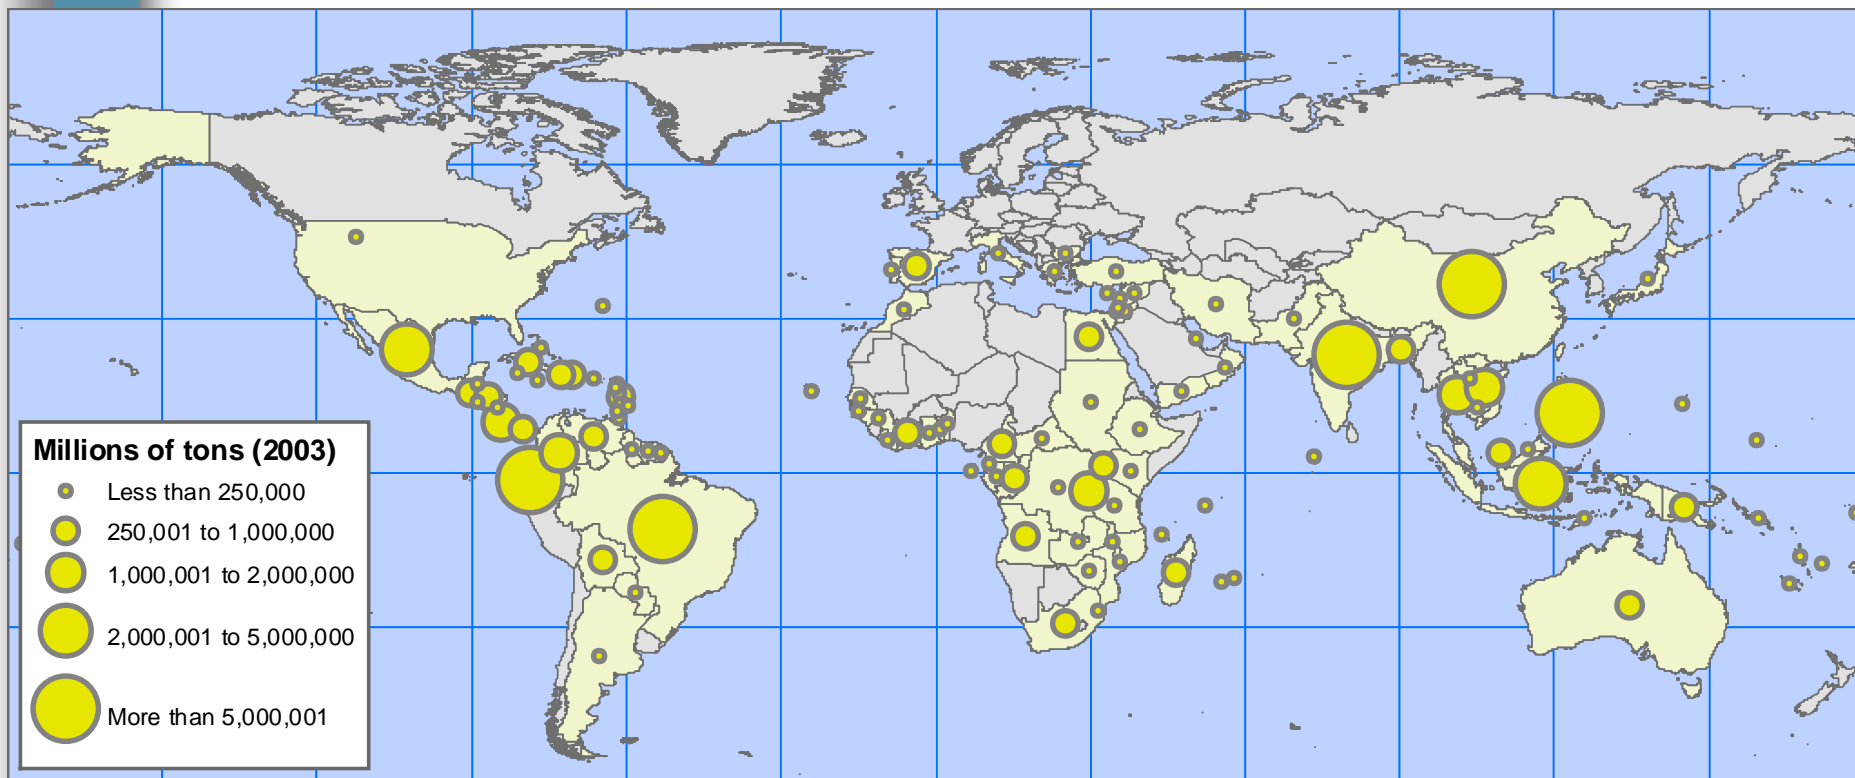 Millions of tons (2003)
Less than 250,000
250,001 to 1,000,000
1,000,001 to 2,000,000
2,000,001 to 5,000,000
More than 5,000,001